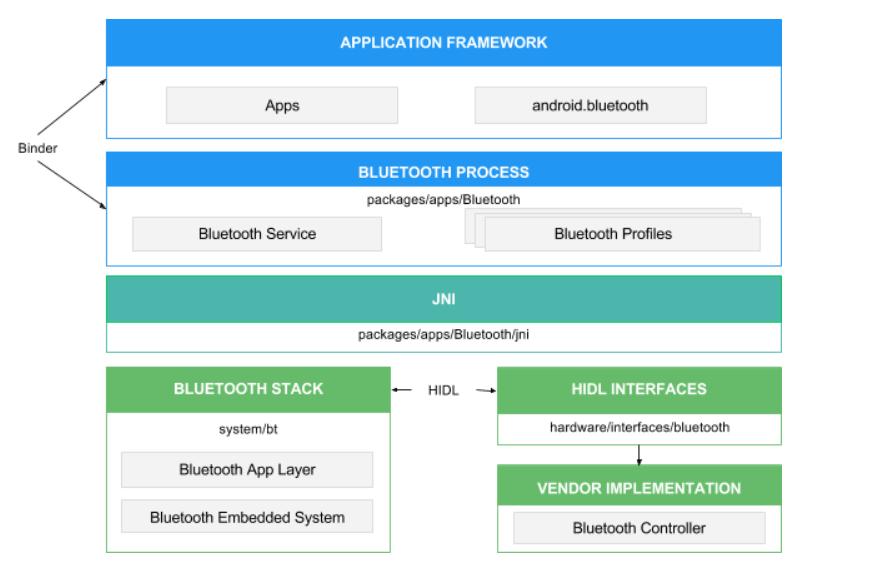 APPLICATION FRAMEWORK
Apps
android.bluetooth
Binder
BLUETOOTH PROCESS
packages/apps/Bluetooth
Bluetooth Service
Bluetooth Profiles
JNI
packages/apps/Bluetooth/jni
BLUETOOTH STACK
HIDL
HIDL INTERFACES
system/bt
hardware/interfaces/bluetooth
Bluetooth App Layer
Bluetooth Embedded System
VENDOR IMPLEMENTATION
Bluetooth Controller